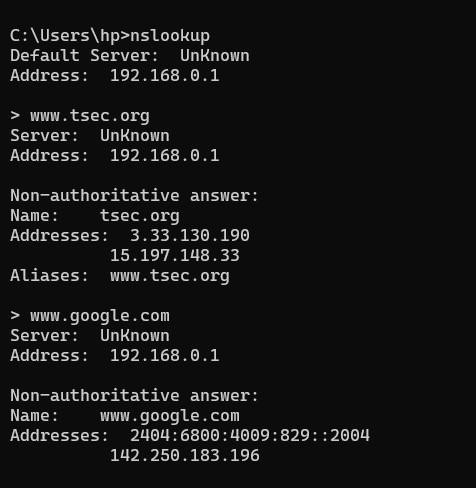 C:\Users\hp>nslookup
Default Server:  UnKnown
Address:  192.168.0.1

> www.tsec.org
Server:  UnKnown
Address:  192.168.0.1

Non-authoritative answer:
Name:    tsec.org
Addresses:  3.33.130.190
          15.197.148.33
Aliases:  www.tsec.org

> www.google.com
Server:  UnKnown
Address:  192.168.0.1

Non-authoritative answer:
Name:    www.google.com
Addresses:  2404:6800:4009:829::2004
          142.250.183.196